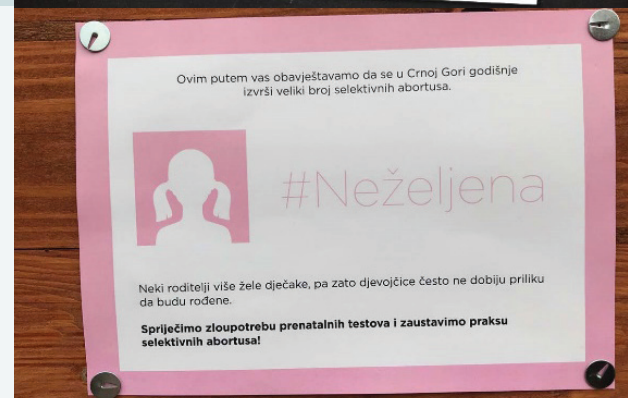 Ovim putem vas obavještavamo da se u Crnoj Gori godišnje
izvrši veliki broj selektivnih abortusa.
#Neželjena
Neki roditelji više žele dječake, pa zato djevojčice često ne dobiju priliku
da budu rođene.
Spriječimo zloupotrebu prenatalnih testova i zaustavimo praksu
selektivnih abortusa!